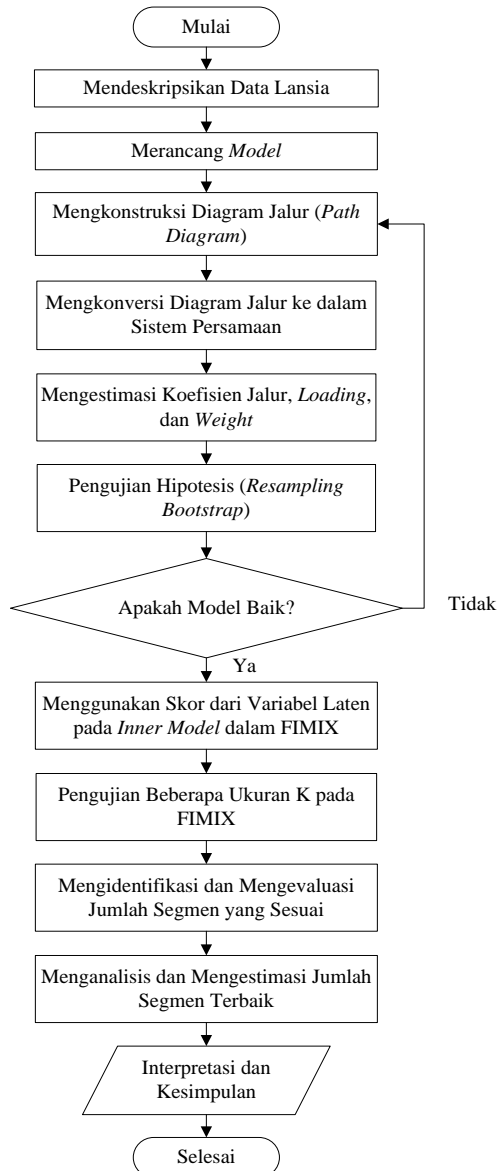 Mulai
Mendeskripsikan Data Lansia
Merancang Model
Mengkonstruksi Diagram Jalur (Path
Diagram)
Mengkonversi Diagram Jalur ke dalam
Sistem Persamaan
Mengestimasi Koefisien Jalur, Loading,
dan Weight
Pengujian Hipotesis (Resampling
Bootstrap)
Apakah Model Baik?
Tidak
Ya
Menggunakan Skor dari Variabel Laten
pada Inner Model dalam FIMIX
Pengujian Beberapa Ukuran K pada
FIMIX
Mengidentifikasi dan Mengevaluasi
Jumlah Segmen yang Sesuai
Menganalisis dan Mengestimasi Jumlah
Segmen Terbaik
Interpretasi dan
Kesimpulan
Selesai